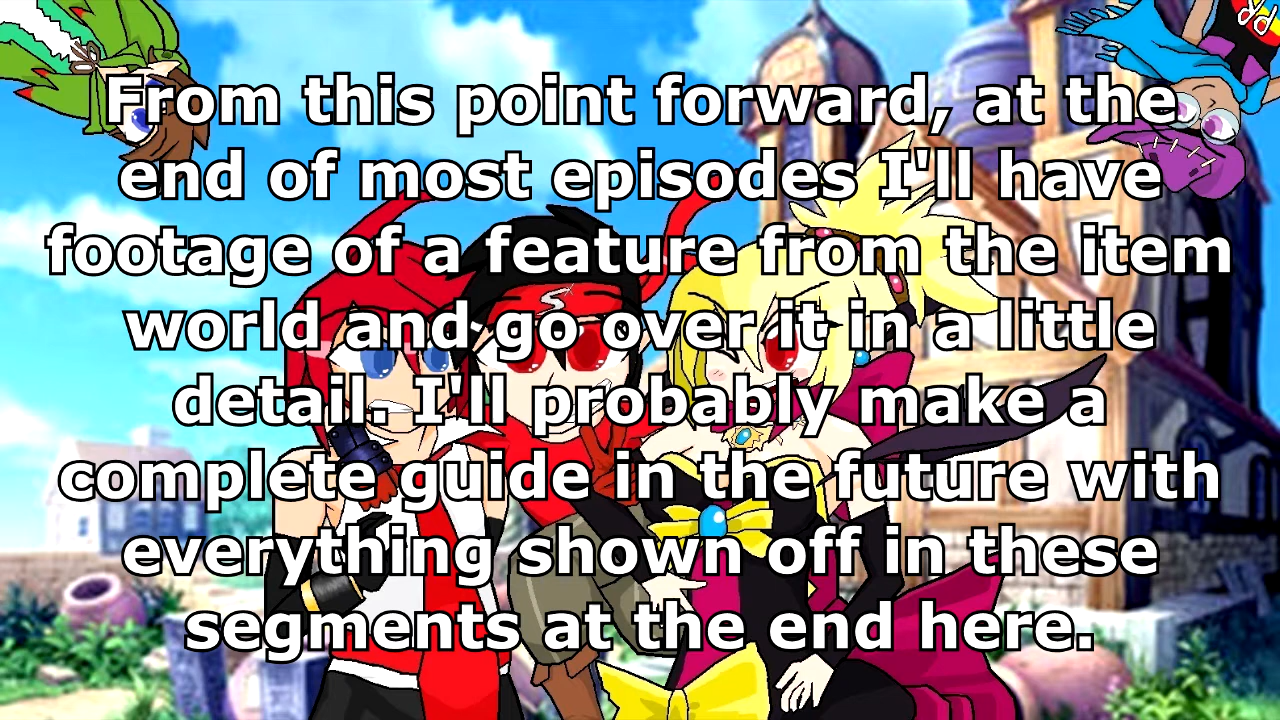 From this point forward, at the
end of most episodes I'll have
footage of a feature from the item
world and go over it in a little
detail. I'll probably make a
complete guide in the future with
everything shown off in these
segments at the end here.